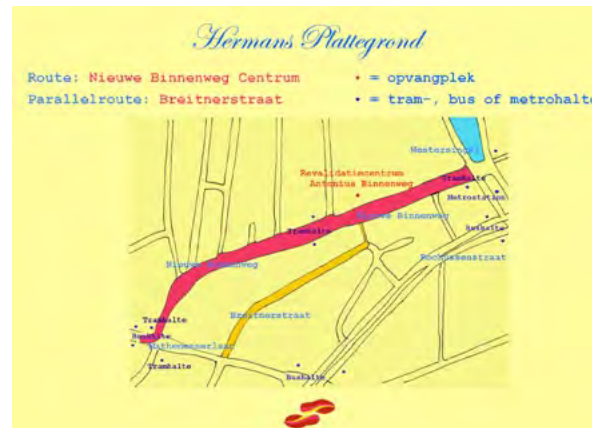 Hermans Plattegrond
Route: Nieuwe Binnenweg Centrum
• = opvangplek
Parallelroute: Breitnerstraat
• = tram-, bus of metrohalte
Westersingel
Revalidatiecentrum
Antonius Binnenweg
Tramhalte
Metrostation
Nieuwe Binnenweg
Bushalte
Tramhalte
Rochussenstraat
Nieuwe Binnenweg
Breitnerstraat
Tramhalte
Bushalte
Mathenesserlaan
Tramhalte
Bushalte